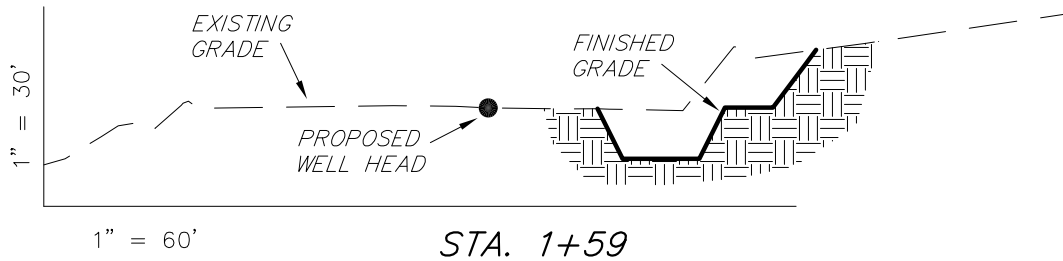 EXISTING
GRADE
FINISHED
GRADE
1" = 30'
PROPOSED
WELL HEAD
1" = 60'
STA. 1+59